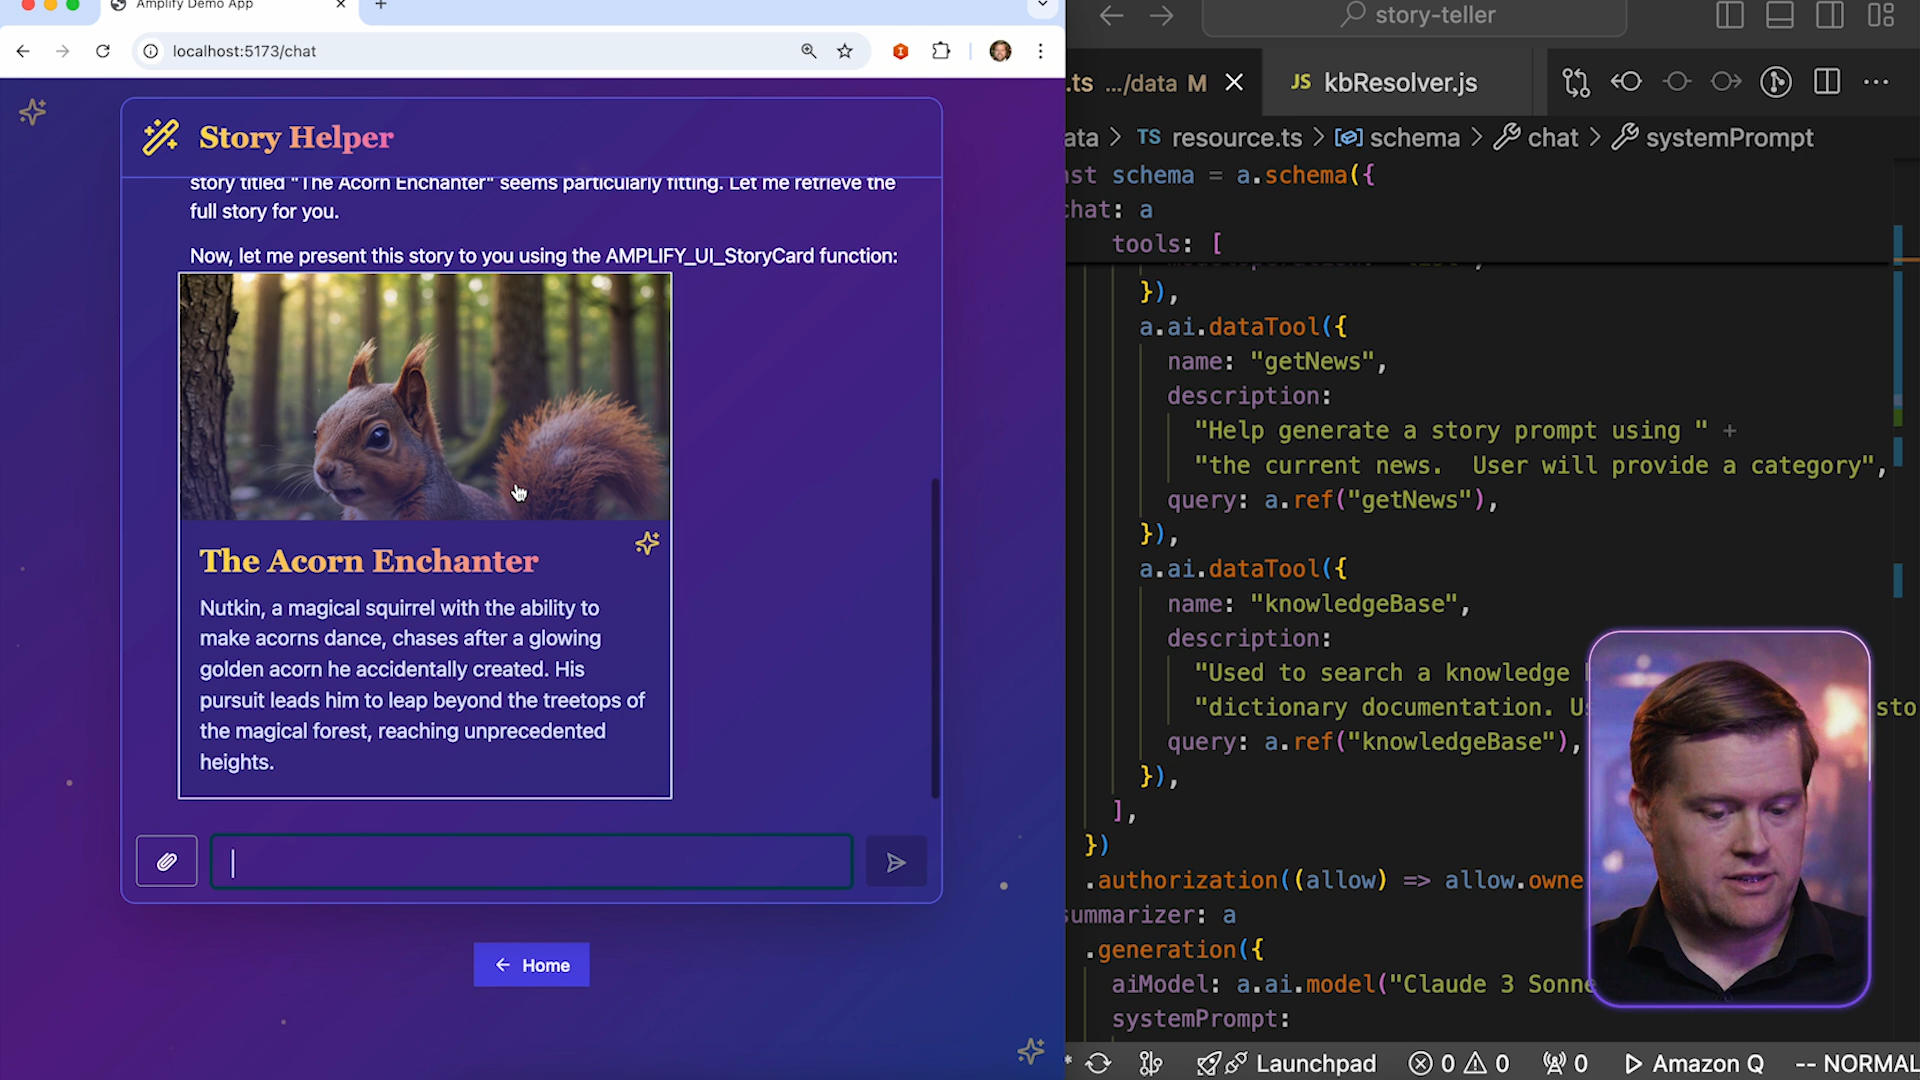 Amplify Demo App
localhost:5173/chat
Story Helper
story titled "The Acorn Enchanter" seems particularly fitting. Let me retrieve the
full story for you.
Now, let me present this story to you using the AMPLIFY_UI_StoryCard function:
The Acorn Enchanter
Nutkin, a magical squirrel with the ability to
make acorns dance, chases after a glowing
golden acorn he accidentally created. His
pursuit leads him to leap beyond the treetops of
the magical forest, reaching unprecedented
heights.
← Home
story-teller
.ts .../data M
JS kbResolver.js
ata > TS resource.ts > schema > chat > systemPrompt
nst schema = a.schema({
chat: a
tools: [
}),
a.ai.dataTool({
name: "getNews",
description:
"Help generate a story prompt using " +
"the current news.  User will provide a category",
query: a.ref("getNews"),
}),
a.ai.dataTool({
name: "knowledgeBase",
description:
"Used to search a knowledge
"dictionary documentation. Us sto
query: a.ref("knowledgeBase"),
}),
],
})
.authorization((allow) => allow.owne
summarizer: a
.generation({
aiModel: a.ai.model("Claude 3 Sonne
systemPrompt:
Launchpad 0 0 0 Amazon Q -- NORMAL